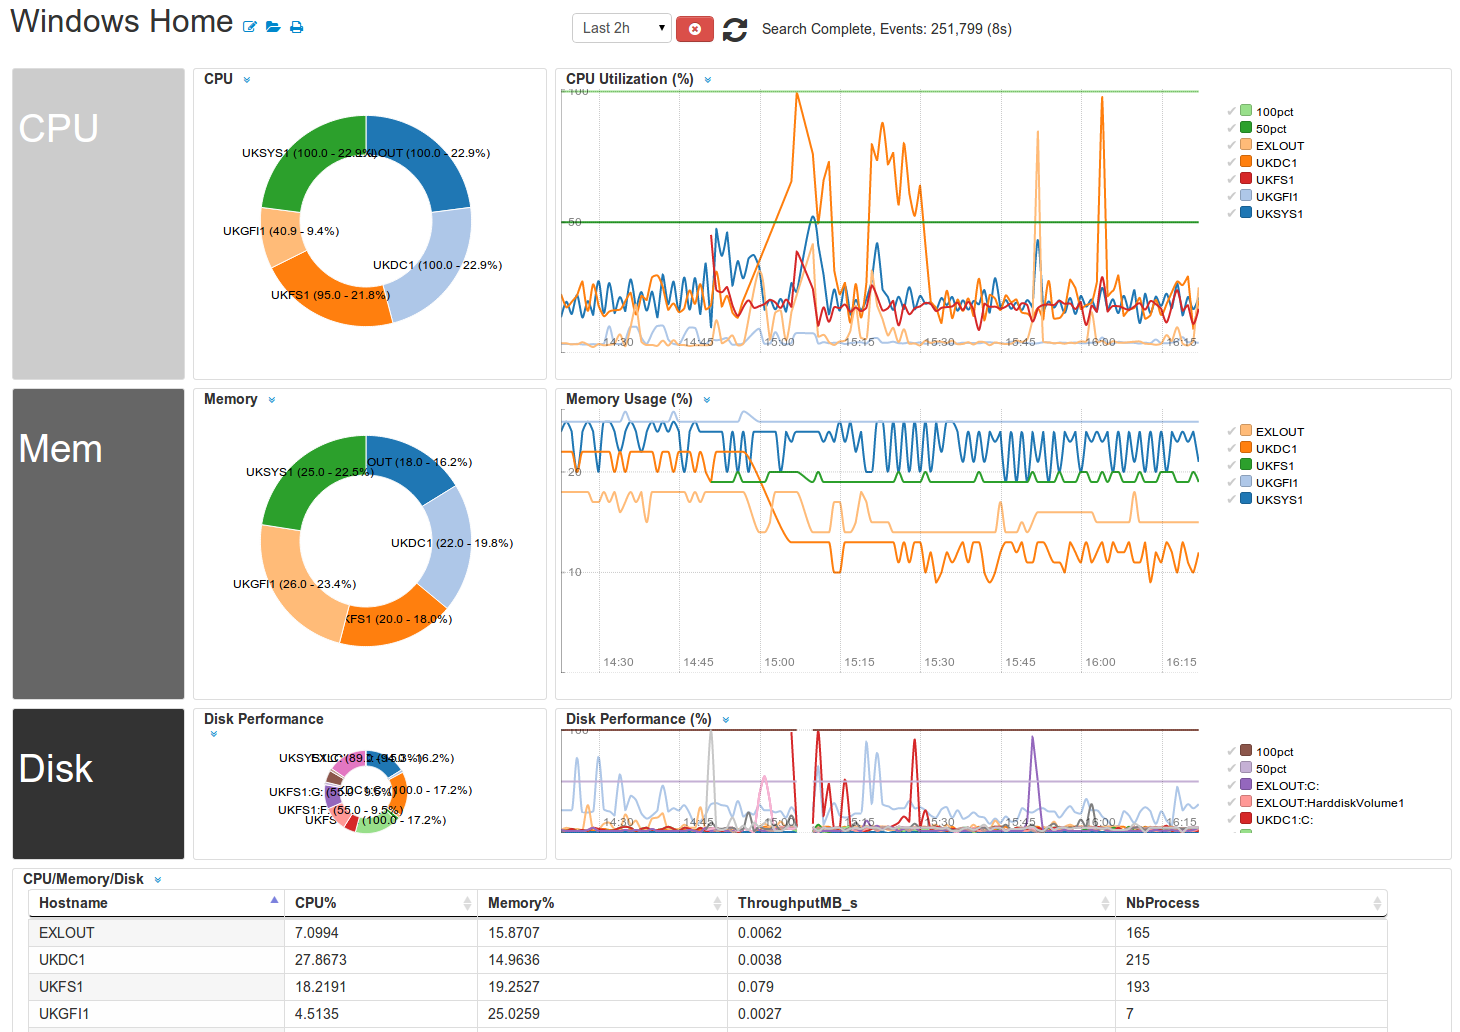 Windows Home
Last 2h
Search Complete, Events: 251,799 (8s)
CPU
CPU
UKSYS1 (100.0 - 22.9%)
OUT (100.0 - 22.9%)
UKGFI1 (40.9 - 9.4%)
UKDC1 (100.0 - 22.9%)
UKFS1 (95.0 - 21.8%)
CPU Utilization (%)
100
50
14:30 14:45 15:00 15:15 15:30 15:45 16:00 16:15
100pct
50pct
EXLOUT
UKDC1
UKFS1
UKGFI1
UKSYS1
Mem
Memory
OUT (18.0 - 16.2%)
UKSYS1 (25.0 - 22.5%)
UKDC1 (22.0 - 19.8%)
UKGFI1 (26.0 - 23.4%)
KFS1 (20.0 - 18.0%)
Memory Usage (%)
20
10
14:30 14:45 15:00 15:15 15:30 15:45 16:00 16:15
EXLOUT
UKDC1
UKFS1
UKGFI1
UKSYS1
Disk
Disk Performance
16.2%)
DC1:C: (100.0 - 17.2%)
UKFS1:G: (55.0 - 9.5%)
UKFS1:F: (55.0 - 9.5%)
UKFS (100.0 - 17.2%)
Disk Performance (%)
100
14:30 14:45 15:00 15:15 15:30 15:45 16:00 16:15
100pct
50pct
EXLOUT:C:
EXLOUT:HarddiskVolume1
UKDC1:C:
CPU/Memory/Disk
Hostname CPU% Memory% ThroughputMB_s NbProcess
EXLOUT 7.0994 15.8707 0.0062 165
UKDC1 27.8673 14.9636 0.0038 215
UKFS1 18.2191 19.2527 0.079 193
UKGFI1 4.5135 25.0259 0.0027 7